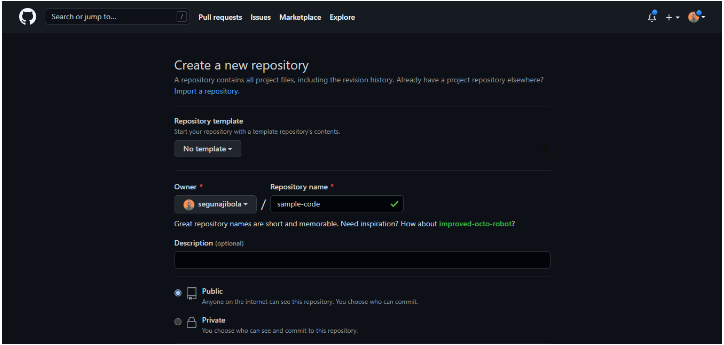 Search or jump to... /
Pull requests Issues Marketplace Explore
Create a new repository
A repository contains all project files, including the revision history. Already have a project repository elsewhere?
Import a repository.
Repository template
Start your repository with a template repository's contents.
No template
Owner * Repository name *
segunajibola / sample-code
Great repository names are short and memorable. Need inspiration? How about improved-octo-robot?
Description (optional)
Public
Anyone on the internet can see this repository. You choose who can commit.
Private
You choose who can see and commit to this repository.